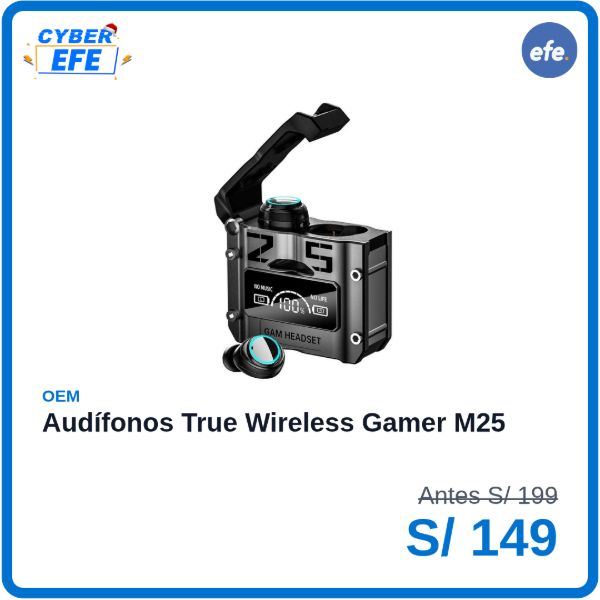 CYBER
EFE
efe.
25
NO MUSIC
NO LIFE
100%
GAM HEADSET
OEM
Audífonos True Wireless Gamer M25
Antes S/ 199
S/ 149